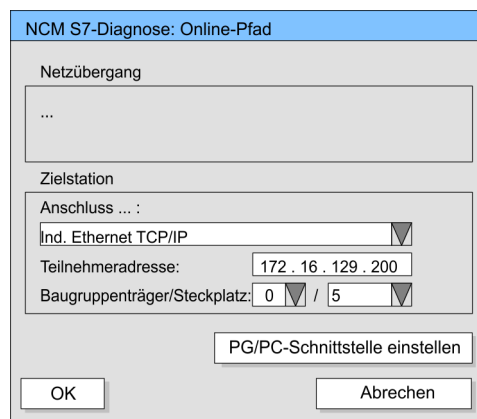 NCM S7-Diagnose: Online-Pfad
Netzübergang
...
Zielstation
Anschluss ... :
Ind. Ethernet TCP/IP
Teilnehmeradresse: 172 . 16 . 129 . 200
Baugruppenträger/Steckplatz: 0 / 5
PG/PC-Schnittstelle einstellen
OK Abrechen